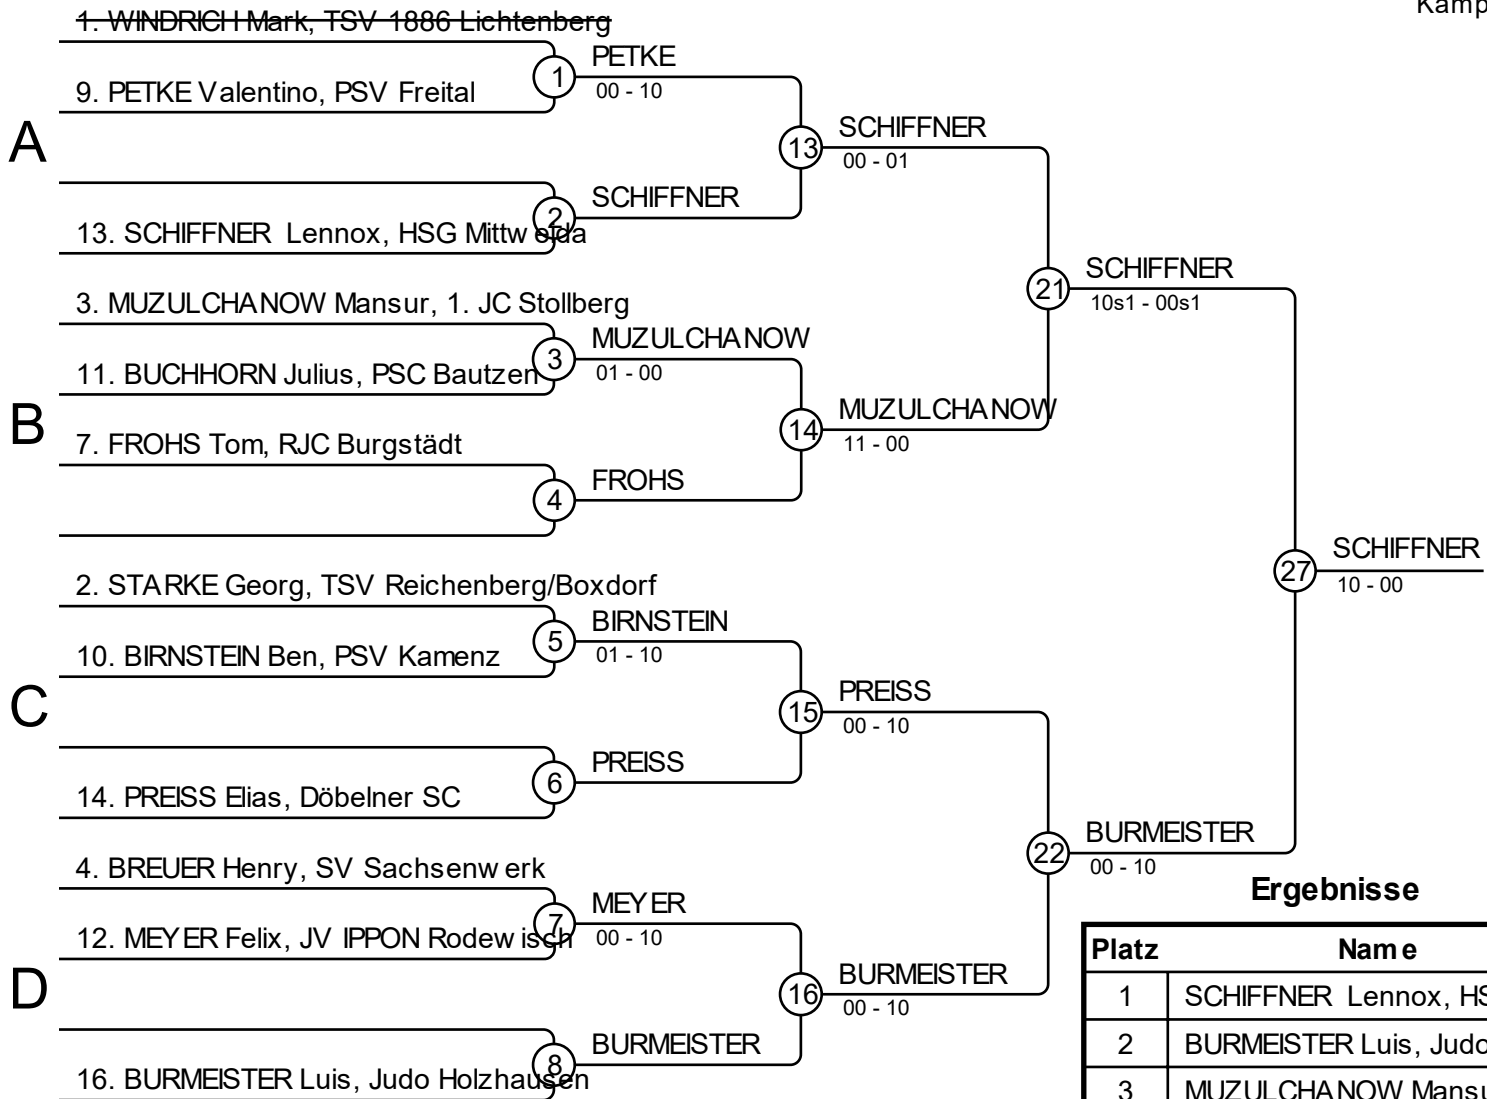 Kamp
1. WINDRICH Mark, TSV 1886 Lichtenberg
PETKE
1
9. PETKE Valentino, PSV Freital
00 - 10
A
SCHIFFNER
13
00 - 01
SCHIFFNER
2
13. SCHIFFNER Lennox, HSG Mittweida
SCHIFFNER
21
10s1 - 00s1
3. MUZULCHANOW Mansur, 1. JC Stollberg
MUZULCHANOW
3
11. BUCHHORN Julius, PSC Bautzen
01 - 00
B
MUZULCHANOW
14
11 - 00
7. FROHS Tom, RJC Burgstädt
FROHS
4
SCHIFFNER
27
10 - 00
2. STARKE Georg, TSV Reichenberg/Boxdorf
BIRNSTEIN
5
10. BIRNSTEIN Ben, PSV Kamenz
01 - 10
C
PREISS
15
00 - 10
PREISS
6
14. PREISS Elias, Döbelner SC
BURMEISTER
22
00 - 10
4. BREUER Henry, SV Sachsenwerk
MEYER
7
12. MEYER Felix, JV IPPON Rodewisch
00 - 10
D
BURMEISTER
16
00 - 10
BURMEISTER
8
16. BURMEISTER Luis, Judo Holzhausen
Ergebnisse
Platz Name
1 SCHIFFNER Lennox, HS
2 BURMEISTER Luis, Judo
3 MUZULCHANOW Mansu